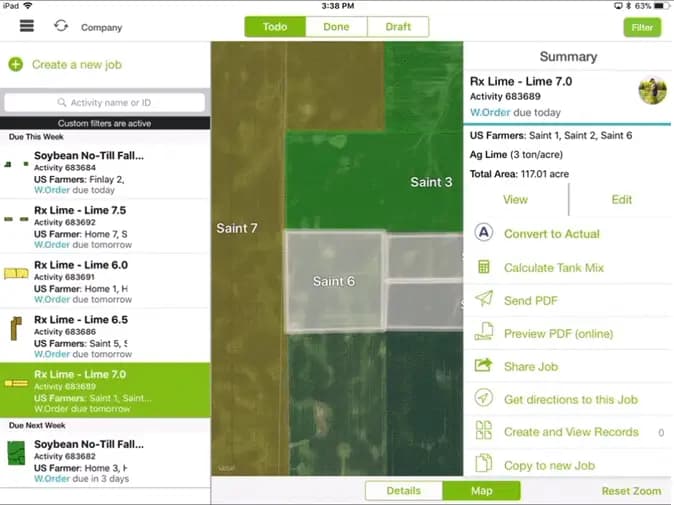 iPad
3:38 PM
63%
Company
Todo
Done
Draft
Filter
Create a new job
Activity name or ID
Custom filters are active
Due This Week
Soybean No-Till Fall...
Activity 683684
US Farmers: Finlay 2,
W.Order due today
Rx Lime - Lime 7.5
Activity 683692
US Farmer: Home 7, S
W.Order due tomorrow
Rx Lime - Lime 6.0
Activity 683691
US Farmer: Home 1, H
W.Order due tomorrow
Rx Lime - Lime 6.5
Activity 683686
US Farmers: Saint 5, S
W.Order due tomorrow
Rx Lime - Lime 7.0
Activity 683689
US Farmers: Saint 1, Saint...
W.Order due tomorrow
Due Next Week
Soybean No-Till Fall...
Activity 683682
US Farmer: Home 3, H
W.Order due in 3 days
Saint 3
Saint 7
Saint 6
Legal
Details
Map
Reset Zoom
Summary
Rx Lime - Lime 7.0
Activity 683689
W.Order due today
US Farmers: Saint 1, Saint 2, Saint 6
Ag Lime (3 ton/acre)
Total Area: 117.01 acre
View
Edit
A
Convert to Actual
Calculate Tank Mix
Send PDF
Preview PDF (online)
Share Job
Get directions to this Job
Create and View Records 0
Copy to new Job